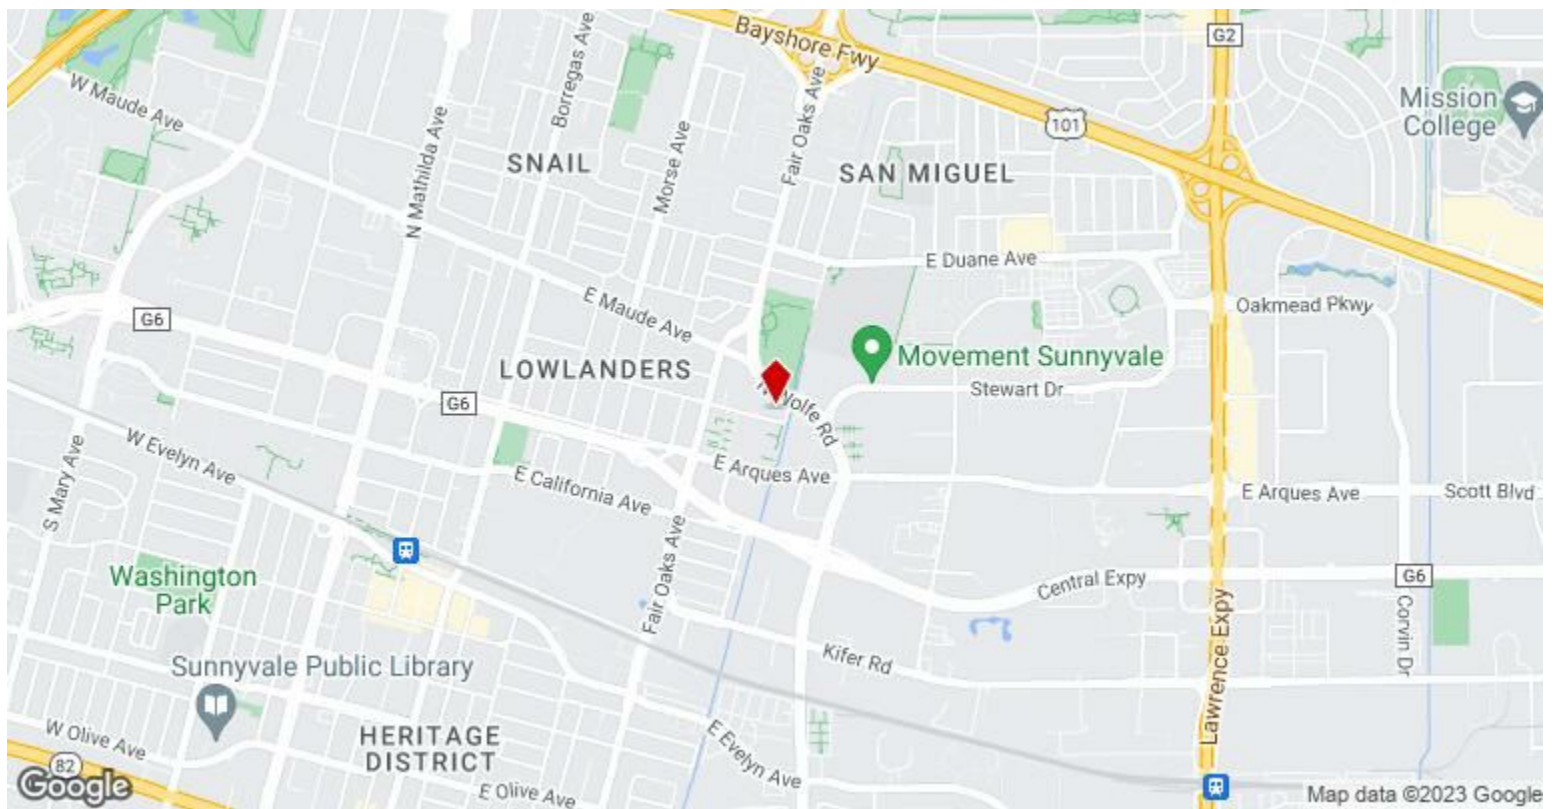 Bayshore Fwy
G2
W Maude Ave
Borregas Ave
Fair Oaks Ave
101
Mission
College
N Mathilda Ave
SNAIL
Morse Ave
SAN MIGUEL
E Duane Ave
Oakmead Pkwy
E Maude Ave
G6
LOWLANDERS
Movement Sunnyvale
Stewart Dr
G6
N Wolfe Rd
W Evelyn Ave
E Arques Ave
E California Ave
E Arques Ave
Scott Blvd
S Mary Ave
Fair Oaks Ave
Washington
Park
Central Expy
G6
Lawrence Expy
Corvin Dr
Kifer Rd
Sunnyvale Public Library
HERITAGE
DISTRICT
W Olive Ave
E Evelyn Ave
82
E Olive Ave
Google
Map data ©2023 Google